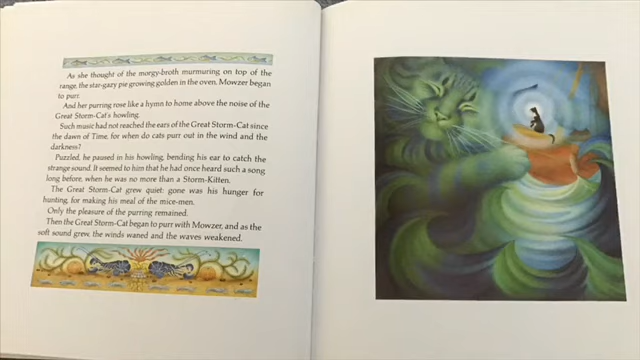 As she thought of the morgy-broth murmuring on top of the
range, the star-gazy pie growing golden in the oven, Mowzer began
to purr.
And her purring rose like a hymn to home above the noise of the
Great Storm-Cat's howling.
Such music had not reached the ears of the Great Storm-Cat since
the dawn of Time, for when do cats purr out in the wind and the
darkness?
Puzzled, he paused in his howling, bending his ear to catch the
strange sound. It seemed to him that he had once heard such a song
long before, when he was no more than a Storm-Kitten.
The Great Storm-Cat grew quiet: gone was his hunger for
hunting, for making his meal of the mice-men.
Only the pleasure of the purring remained.
Then the Great Storm-Cat began to purr with Mowzer, and as the
soft sound grew, the winds waned and the waves weakened.